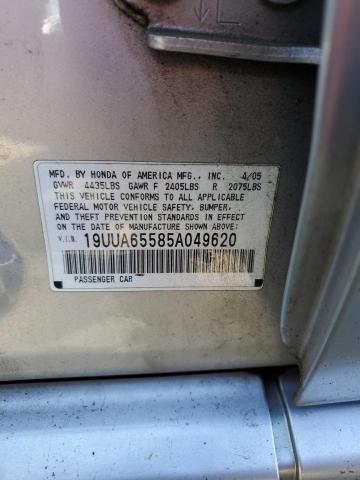 L
MFD. BY HONDA OF AMERICA MFG., INC. 4/05
GVWR 4435LBS GAWR F 2405LBS R 2075LBS
THIS VEHICLE CONFORMS TO ALL APPLICABLE
FEDERAL MOTOR VEHICLE SAFETY, BUMPER,
AND THEFT PREVENTION STANDARDS IN EFFECT
ON THE DATE OF MANUFACTURE SHOWN ABOVE:
V.I.N. 19UUA65585A049620
PASSENGER CAR